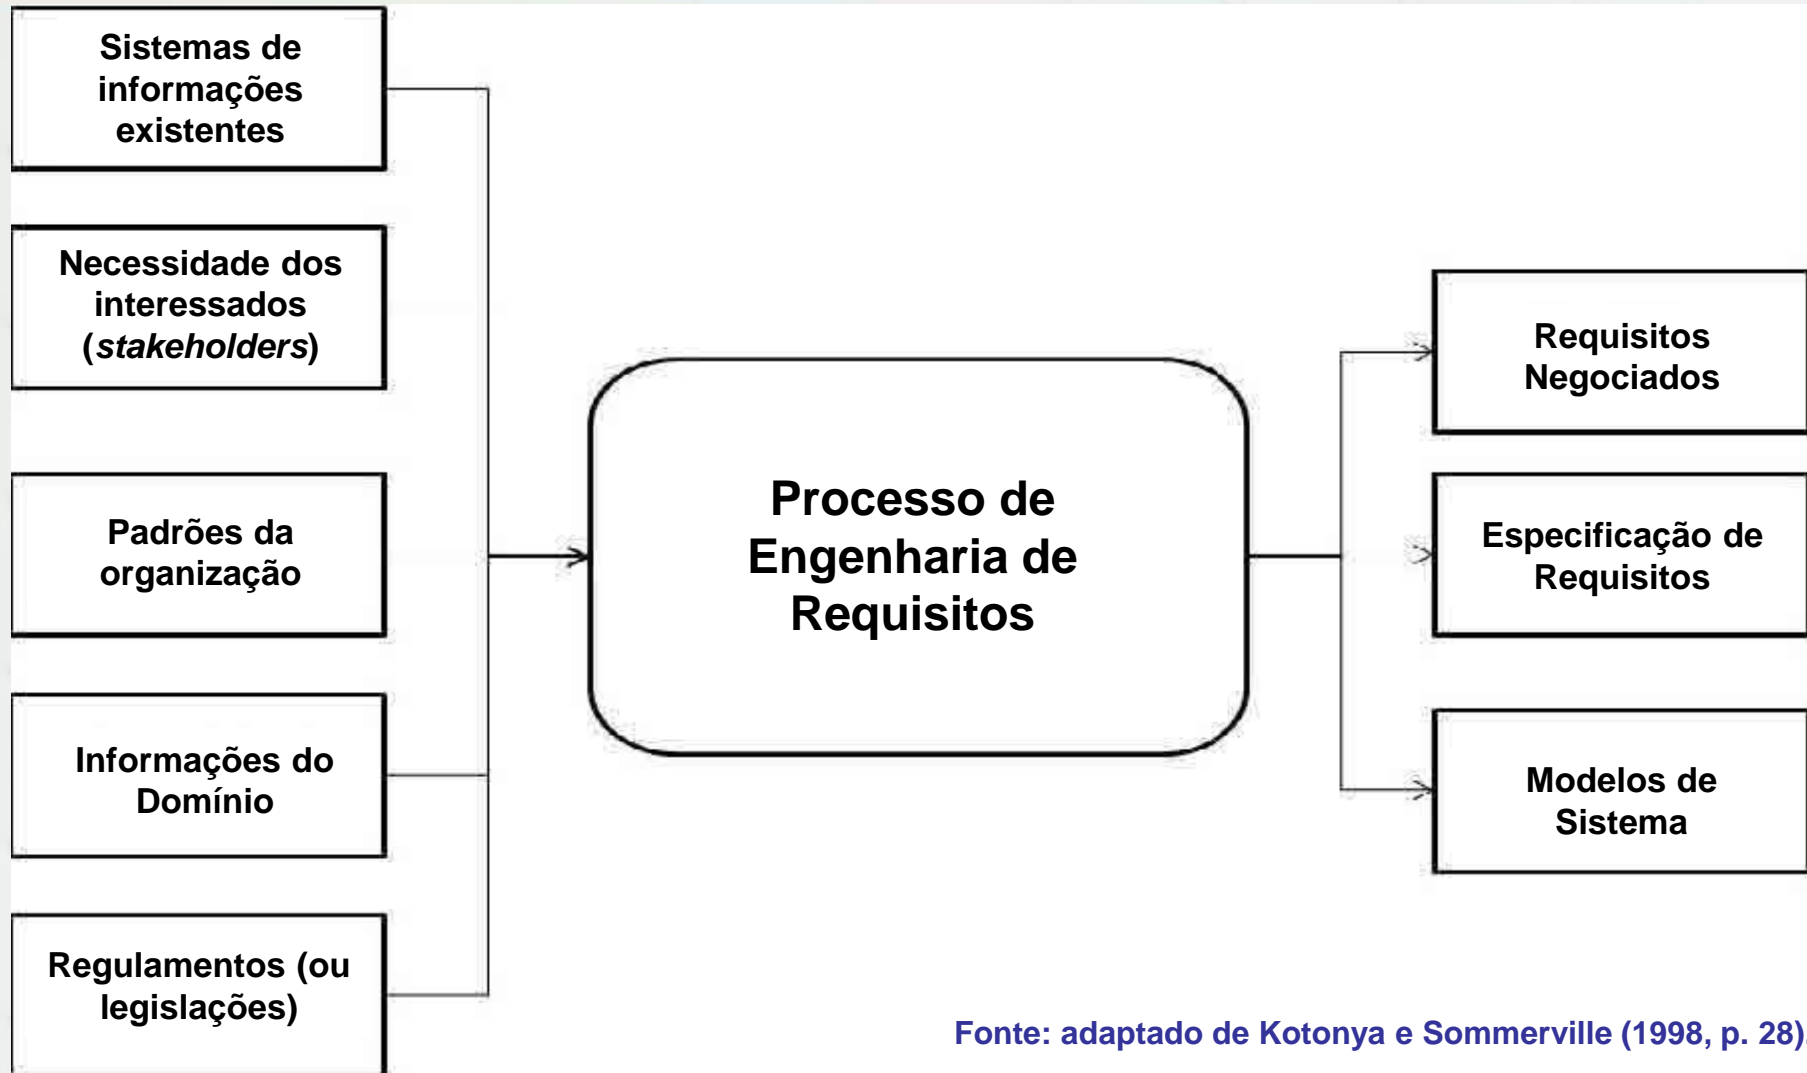 Sistemas de
informações
existentes
Necessidade dos
interessados
(stakeholders)
Padrões da
organização
Informações do
Domínio
Regulamentos (ou
legislações)
Processo de
Engenharia de
Requisitos
Requisitos
Negociados
Especificação de
Requisitos
Modelos de
Sistema
Fonte: adaptado de Kotonya e Sommerville (1998, p. 28).